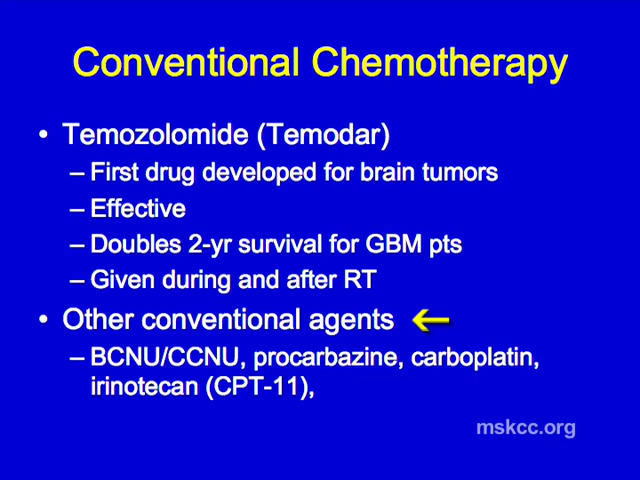 Conventional Chemotherapy
• Temozolomide (Temodar)
– First drug developed for brain tumors
– Effective
– Doubles 2-yr survival for GBM pts
– Given during and after RT
• Other conventional agents
– BCNU/CCNU, procarbazine, carboplatin,
irinotecan (CPT-11),
mskcc.org